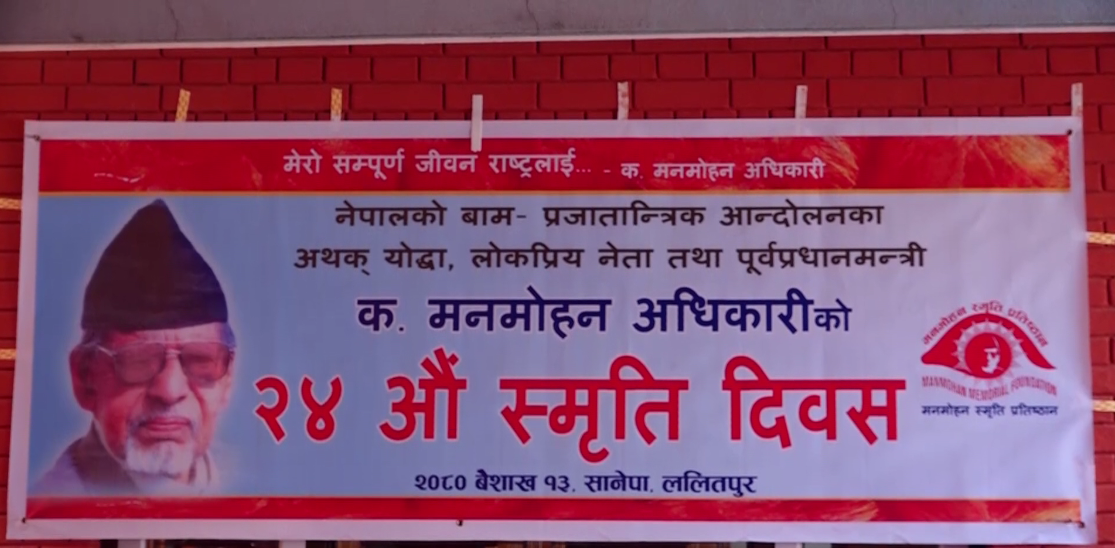 मेरो सम्पूर्ण जीवन राष्ट्रलाई... - क. मनमोहन अधिकारी
नेपालको बाम- प्रजातान्त्रिक आन्दोलनका
अथक् योद्धा, लोकप्रिय नेता तथा पूर्वप्रधानमन्त्री
क. मनमोहन अधिकारीको
२४ औं स्मृति दिवस
२०८० बैशाख १३, सानेपा, ललितपुर
मनमोहन स्मृति प्रतिष्ठान
MANMOHAN MEMORIAL FOUNDATION
मनमोहन स्मृति प्रतिष्ठान